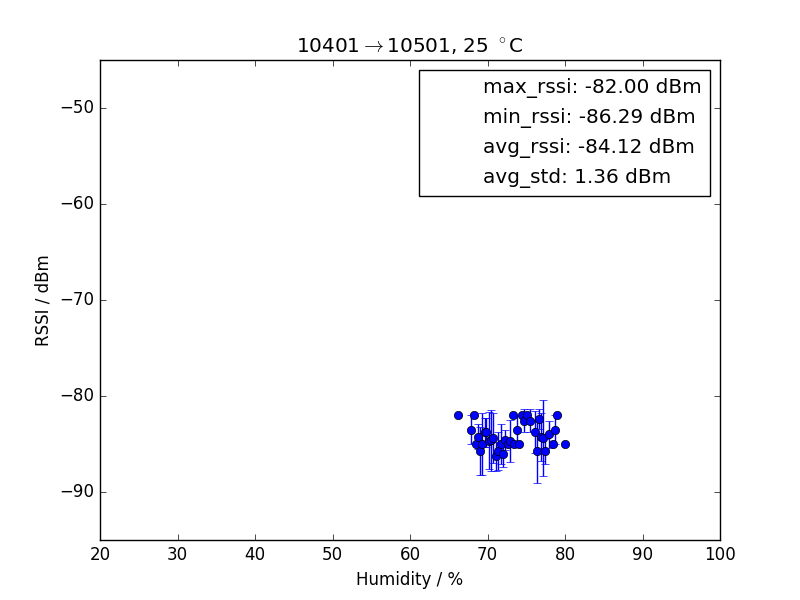 10401→10501, 25 °C
max_rssi: -82.00 dBm
min_rssi: -86.29 dBm
avg_rssi: -84.12 dBm
avg_std: 1.36 dBm
RSSI / dBm
−50
−60
−70
−80
−90
20 30 40 50 60 70 80 90 100
Humidity / %